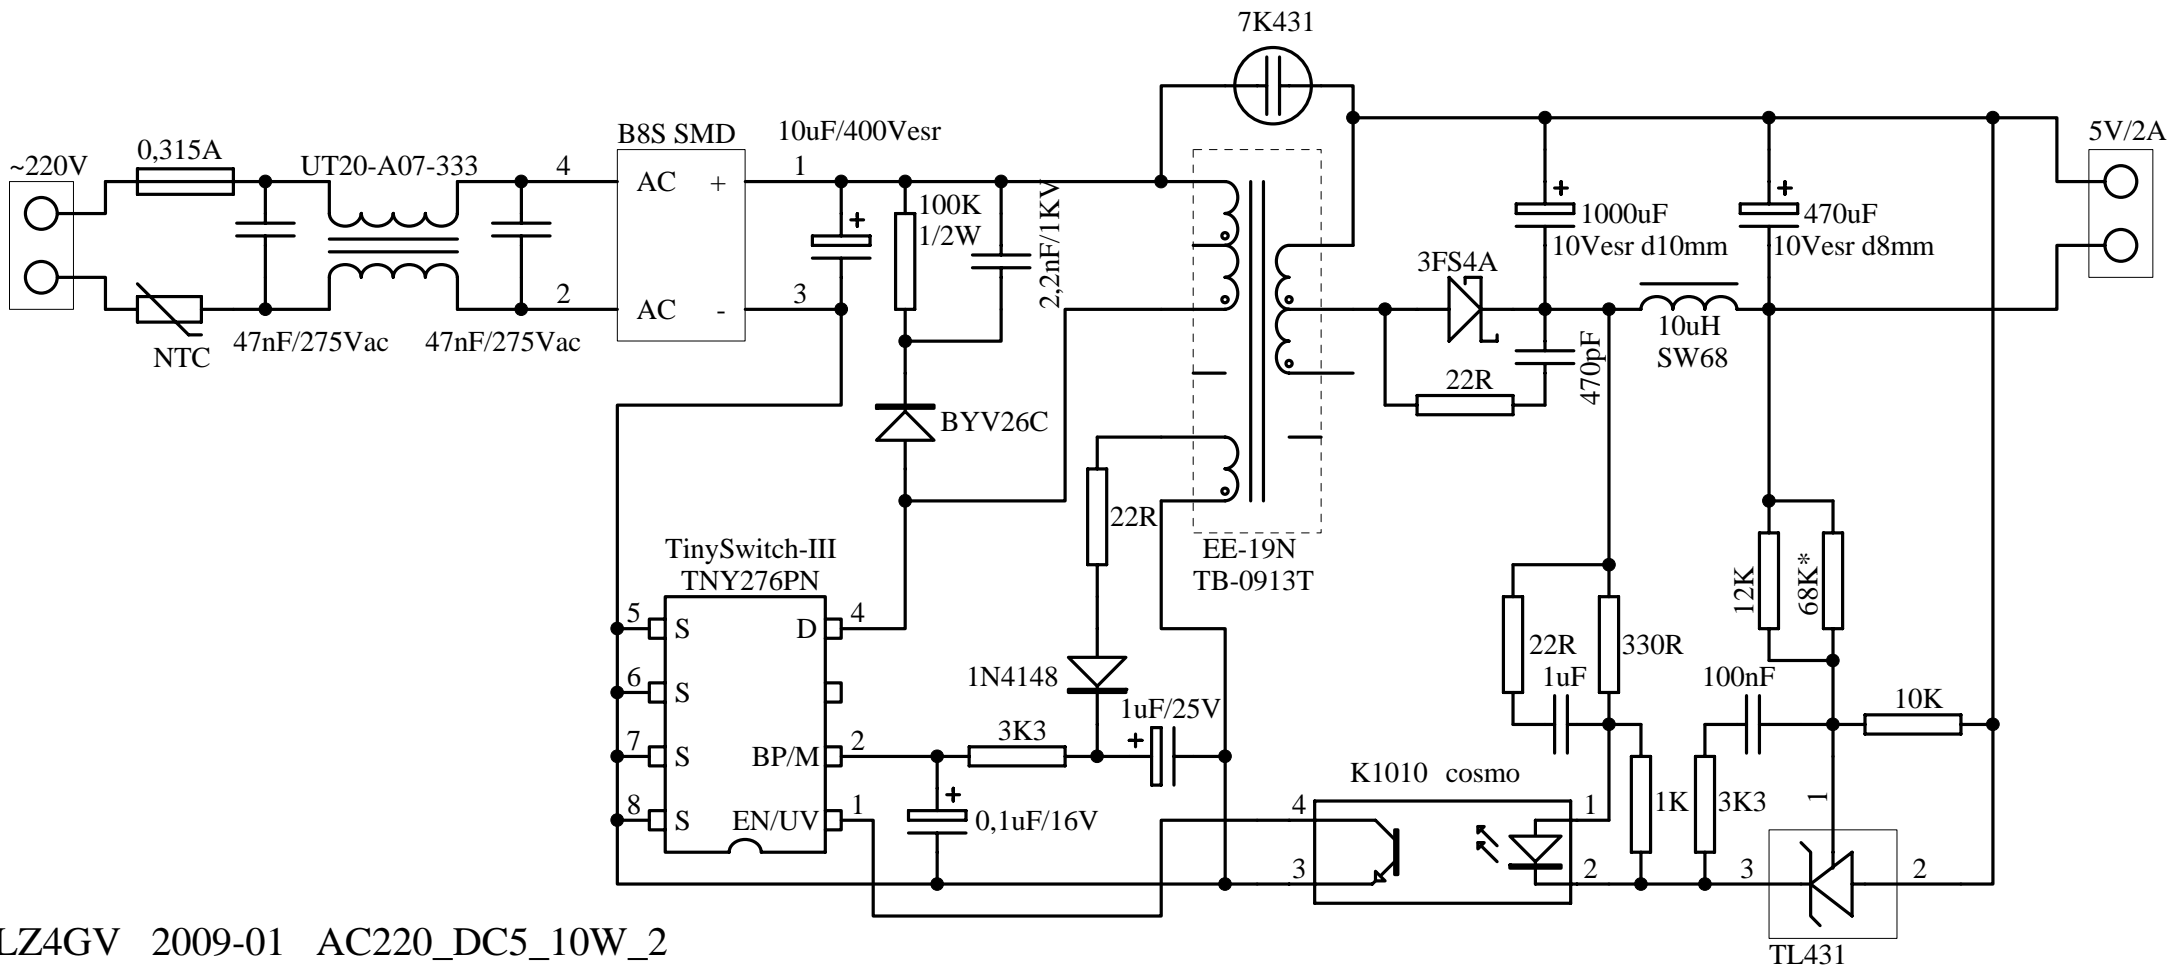 7K431
5V/2A
~220V
0,315A
UT20-A07-333
B8S SMD
10uF/400Vesr
4
AC +
1
2
AC -
3
NTC
47nF/275Vac
47nF/275Vac
+
100K
1/2W
2,2nF/1KV
BYV26C
+
1000uF
10Vesr d10mm
+
470uF
10Vesr d8mm
3FS4A
470pF
22R
10uH
SW68
22R
EE-19N
TB-0913T
TinySwitch-III
TNY276PN
5 S
D 4
6 S
7 S
BP/M 2
8 S
EN/UV 1
1N4148
3K3
+
1uF/25V
+
0,1uF/16V
12K
68K*
22R
330R
1uF
100nF
10K
K1010 cosmo
4
3
1
2
1K
3K3
1
3
2
TL431
LZ4GV 2009-01 AC220_DC5_10W_2